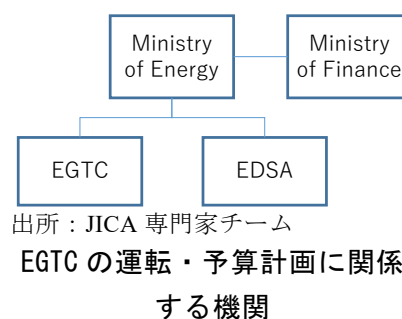 Ministry
of Energy
Ministry
of Finance
EGTC
EDSA
出所：JICA 専門家チーム
EGTC の運転・予算計画に関係
する機関